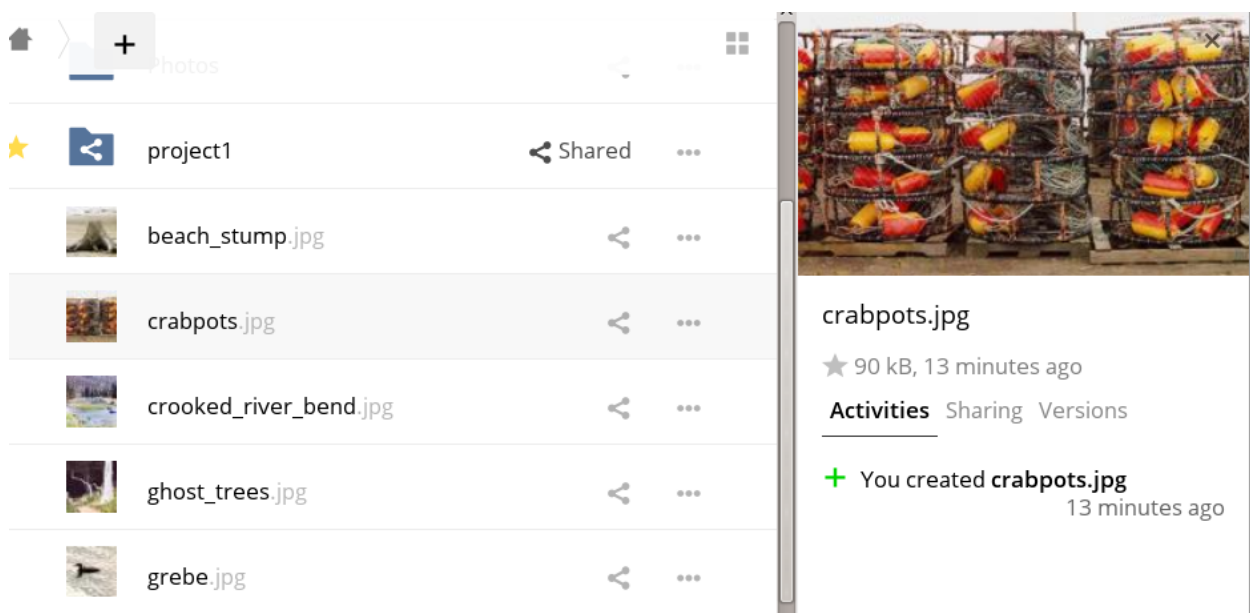 +
Photos
project1 Shared
beach_stump.jpg
crabpots.jpg
crooked_river_bend.jpg
ghost_trees.jpg
grebe.jpg
crabpots.jpg
90 kB, 13 minutes ago
Activities Sharing Versions
+ You created crabpots.jpg
13 minutes ago